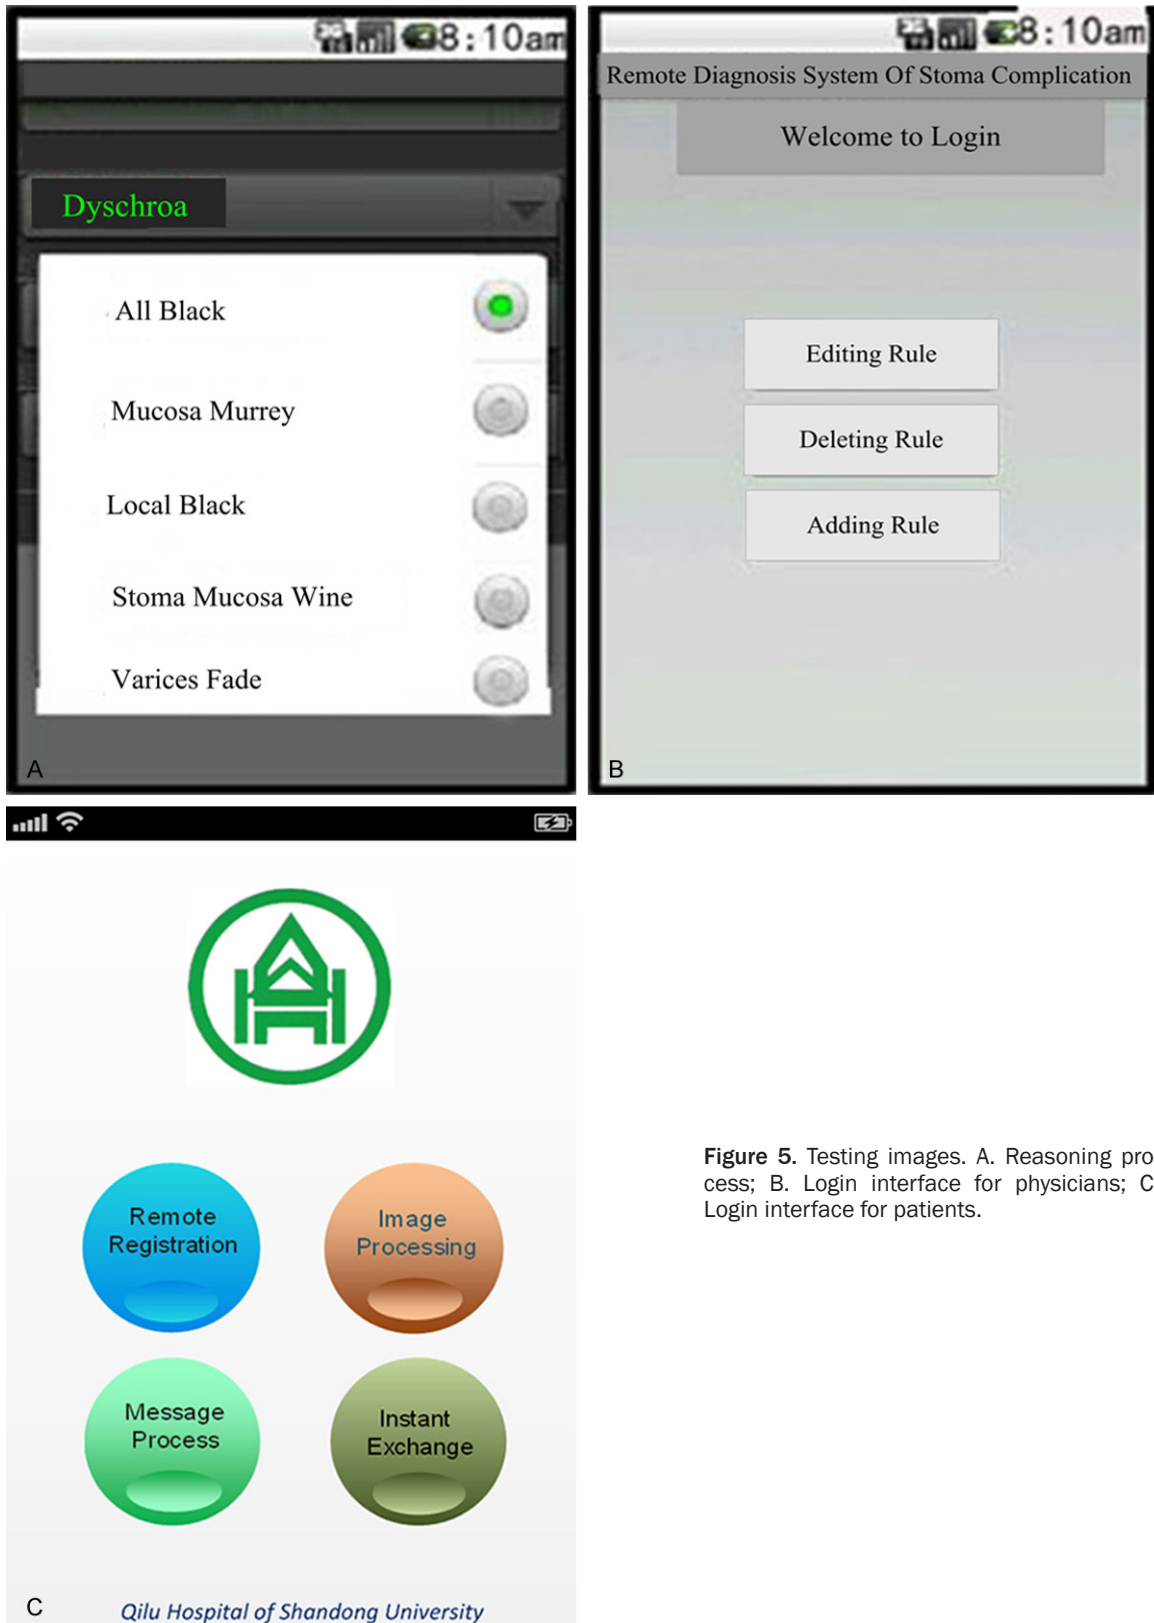 8:10am
Dyschroa
All Black
Mucosa Murrey
Local Black
Stoma Mucosa Wine
Varices Fade
A
8:10am
Remote Diagnosis System Of Stoma Complication
Welcome to Login
Editing Rule
Deleting Rule
Adding Rule
B
Remote
Registration
Image
Processing
Message
Process
Instant
Exchange
C
Qilu Hospital of Shandong University
Figure 5. Testing images. A. Reasoning pro
cess; B. Login interface for physicians; C
Login interface for patients.